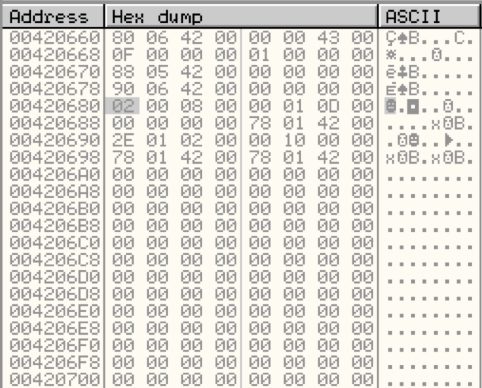 Address Hex dump ASCII
00420660 80 06 42 00 00 00 43 00 Ç♠B...C.
00420668 0F 00 00 00 01 00 00 00 ☼...☺...
00420670 88 05 42 00 00 00 00 00 ê♣B.....
00420678 90 06 42 00 00 00 00 00 É♠B.....
00420680 02 00 08 00 00 01 0D 00 ☻.◘..☺..
00420688 00 00 00 00 78 01 42 00 ....x☺B.
00420690 2E 01 02 00 00 10 00 00 .☺☻..►..
00420698 78 01 42 00 78 01 42 00 x☺B.x☺B.
004206A0 00 00 00 00 00 00 00 00 ........
004206A8 00 00 00 00 00 00 00 00 ........
004206B0 00 00 00 00 00 00 00 00 ........
004206B8 00 00 00 00 00 00 00 00 ........
004206C0 00 00 00 00 00 00 00 00 ........
004206C8 00 00 00 00 00 00 00 00 ........
004206D0 00 00 00 00 00 00 00 00 ........
004206D8 00 00 00 00 00 00 00 00 ........
004206E0 00 00 00 00 00 00 00 00 ........
004206E8 00 00 00 00 00 00 00 00 ........
004206F0 00 00 00 00 00 00 00 00 ........
004206F8 00 00 00 00 00 00 00 00 ........
00420700 00 00 00 00 00 00 00 00 ........